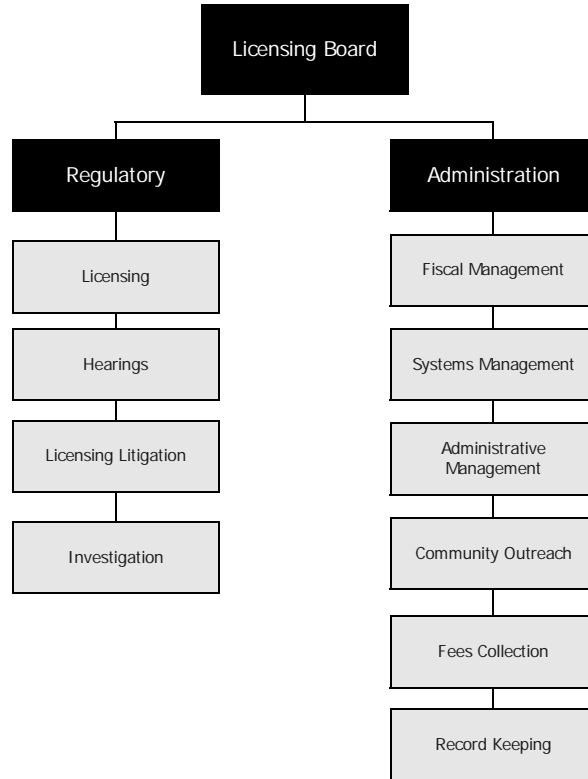 Licensing Board
Regulatory
Administration
Licensing
Hearings
Licensing Litigation
Investigation
Fiscal Management
Systems Management
Administrative
Management
Community Outreach
Fees Collection
Record Keeping